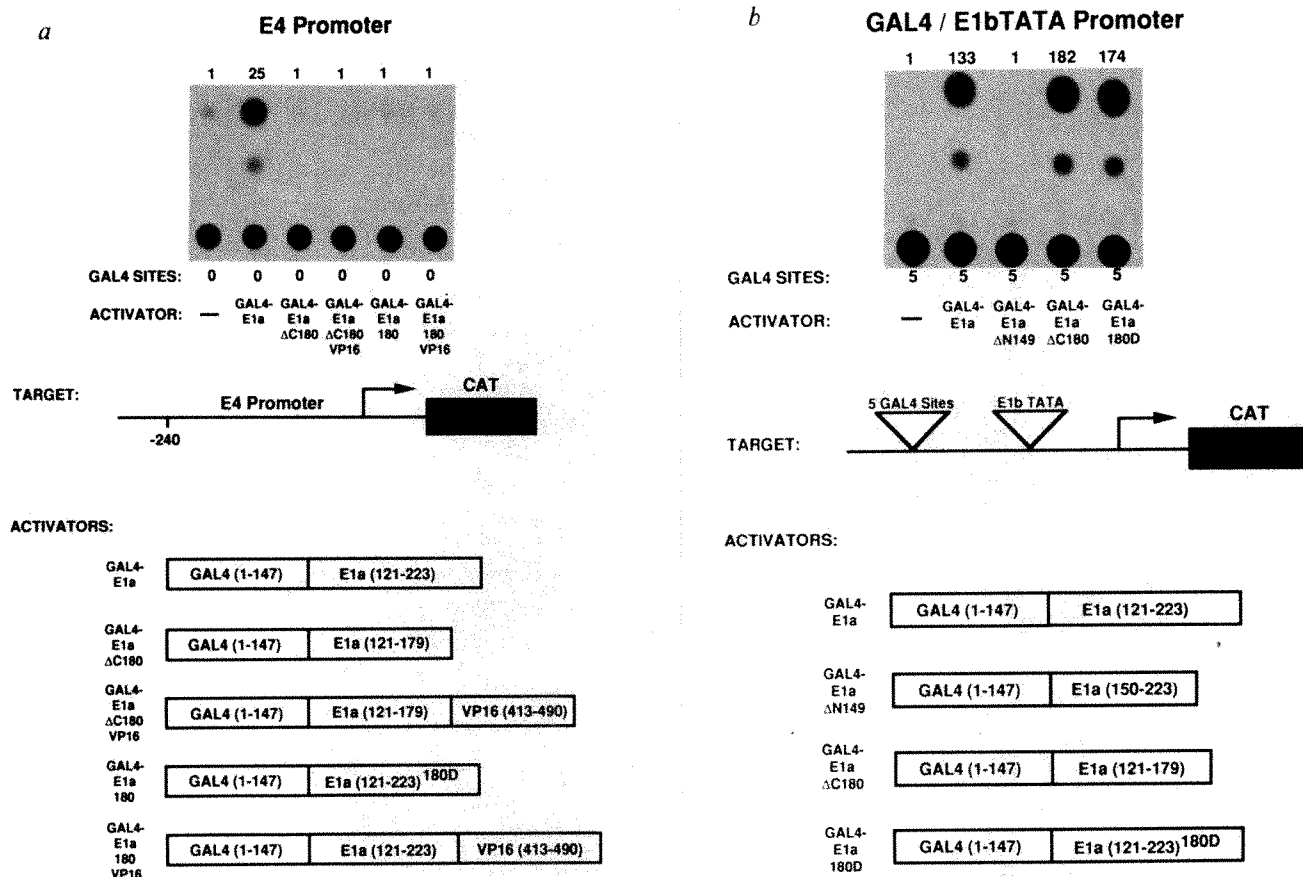 a
E4 Promoter
1 25 1 1 1 1
GAL4 SITES: 0 0 0 0 0 0
ACTIVATOR: — GAL4-E1a GAL4-E1a ΔC180 GAL4-E1a ΔC180 VP16 GAL4-E1a 180 GAL4-E1a 180 VP16
TARGET:
E4 Promoter
CAT
-240
ACTIVATORS:
GAL4-
E1a
GAL4 (1-147) E1a (121-223)
GAL4-
E1a
ΔC180
GAL4 (1-147) E1a (121-179)
GAL4-
E1a
ΔC180
VP16
GAL4 (1-147) E1a (121-179) VP16 (413-490)
GAL4-
E1a
180
GAL4 (1-147) E1a (121-223)180D
GAL4-
E1a
180
VP16
GAL4 (1-147) E1a (121-223) VP16 (413-490)
b
GAL4 / E1bTATA Promoter
1 133 1 182 174
GAL4 SITES: 5 5 5 5 5
ACTIVATOR: — GAL4-E1a GAL4-E1a ΔN149 GAL4-E1a ΔC180 GAL4-E1a 180D
TARGET:
5 GAL4 Sites
E1b TATA
CAT
ACTIVATORS:
GAL4-
E1a
GAL4 (1-147) E1a (121-223)
GAL4-
E1a
ΔN149
GAL4 (1-147) E1a (150-223)
GAL4-
E1a
ΔC180
GAL4 (1-147) E1a (121-179)
GAL4-
E1a
180D
GAL4 (1-147) E1a (121-223)180D